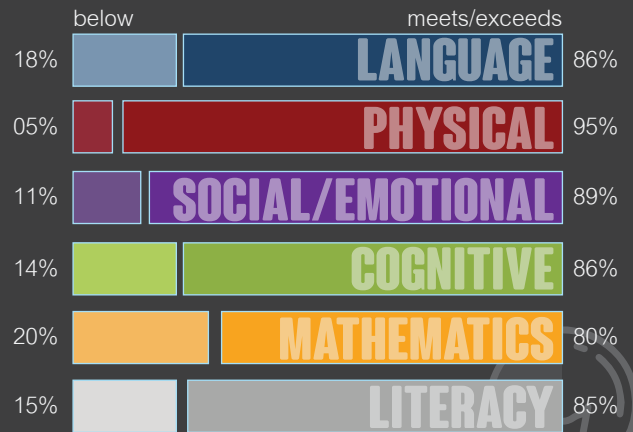 below meets/exceeds
18% LANGUAGE 86%
05% PHYSICAL 95%
11% SOCIAL/EMOTIONAL 89%
14% COGNITIVE 86%
20% MATHEMATICS 80%
15% LITERACY 85%